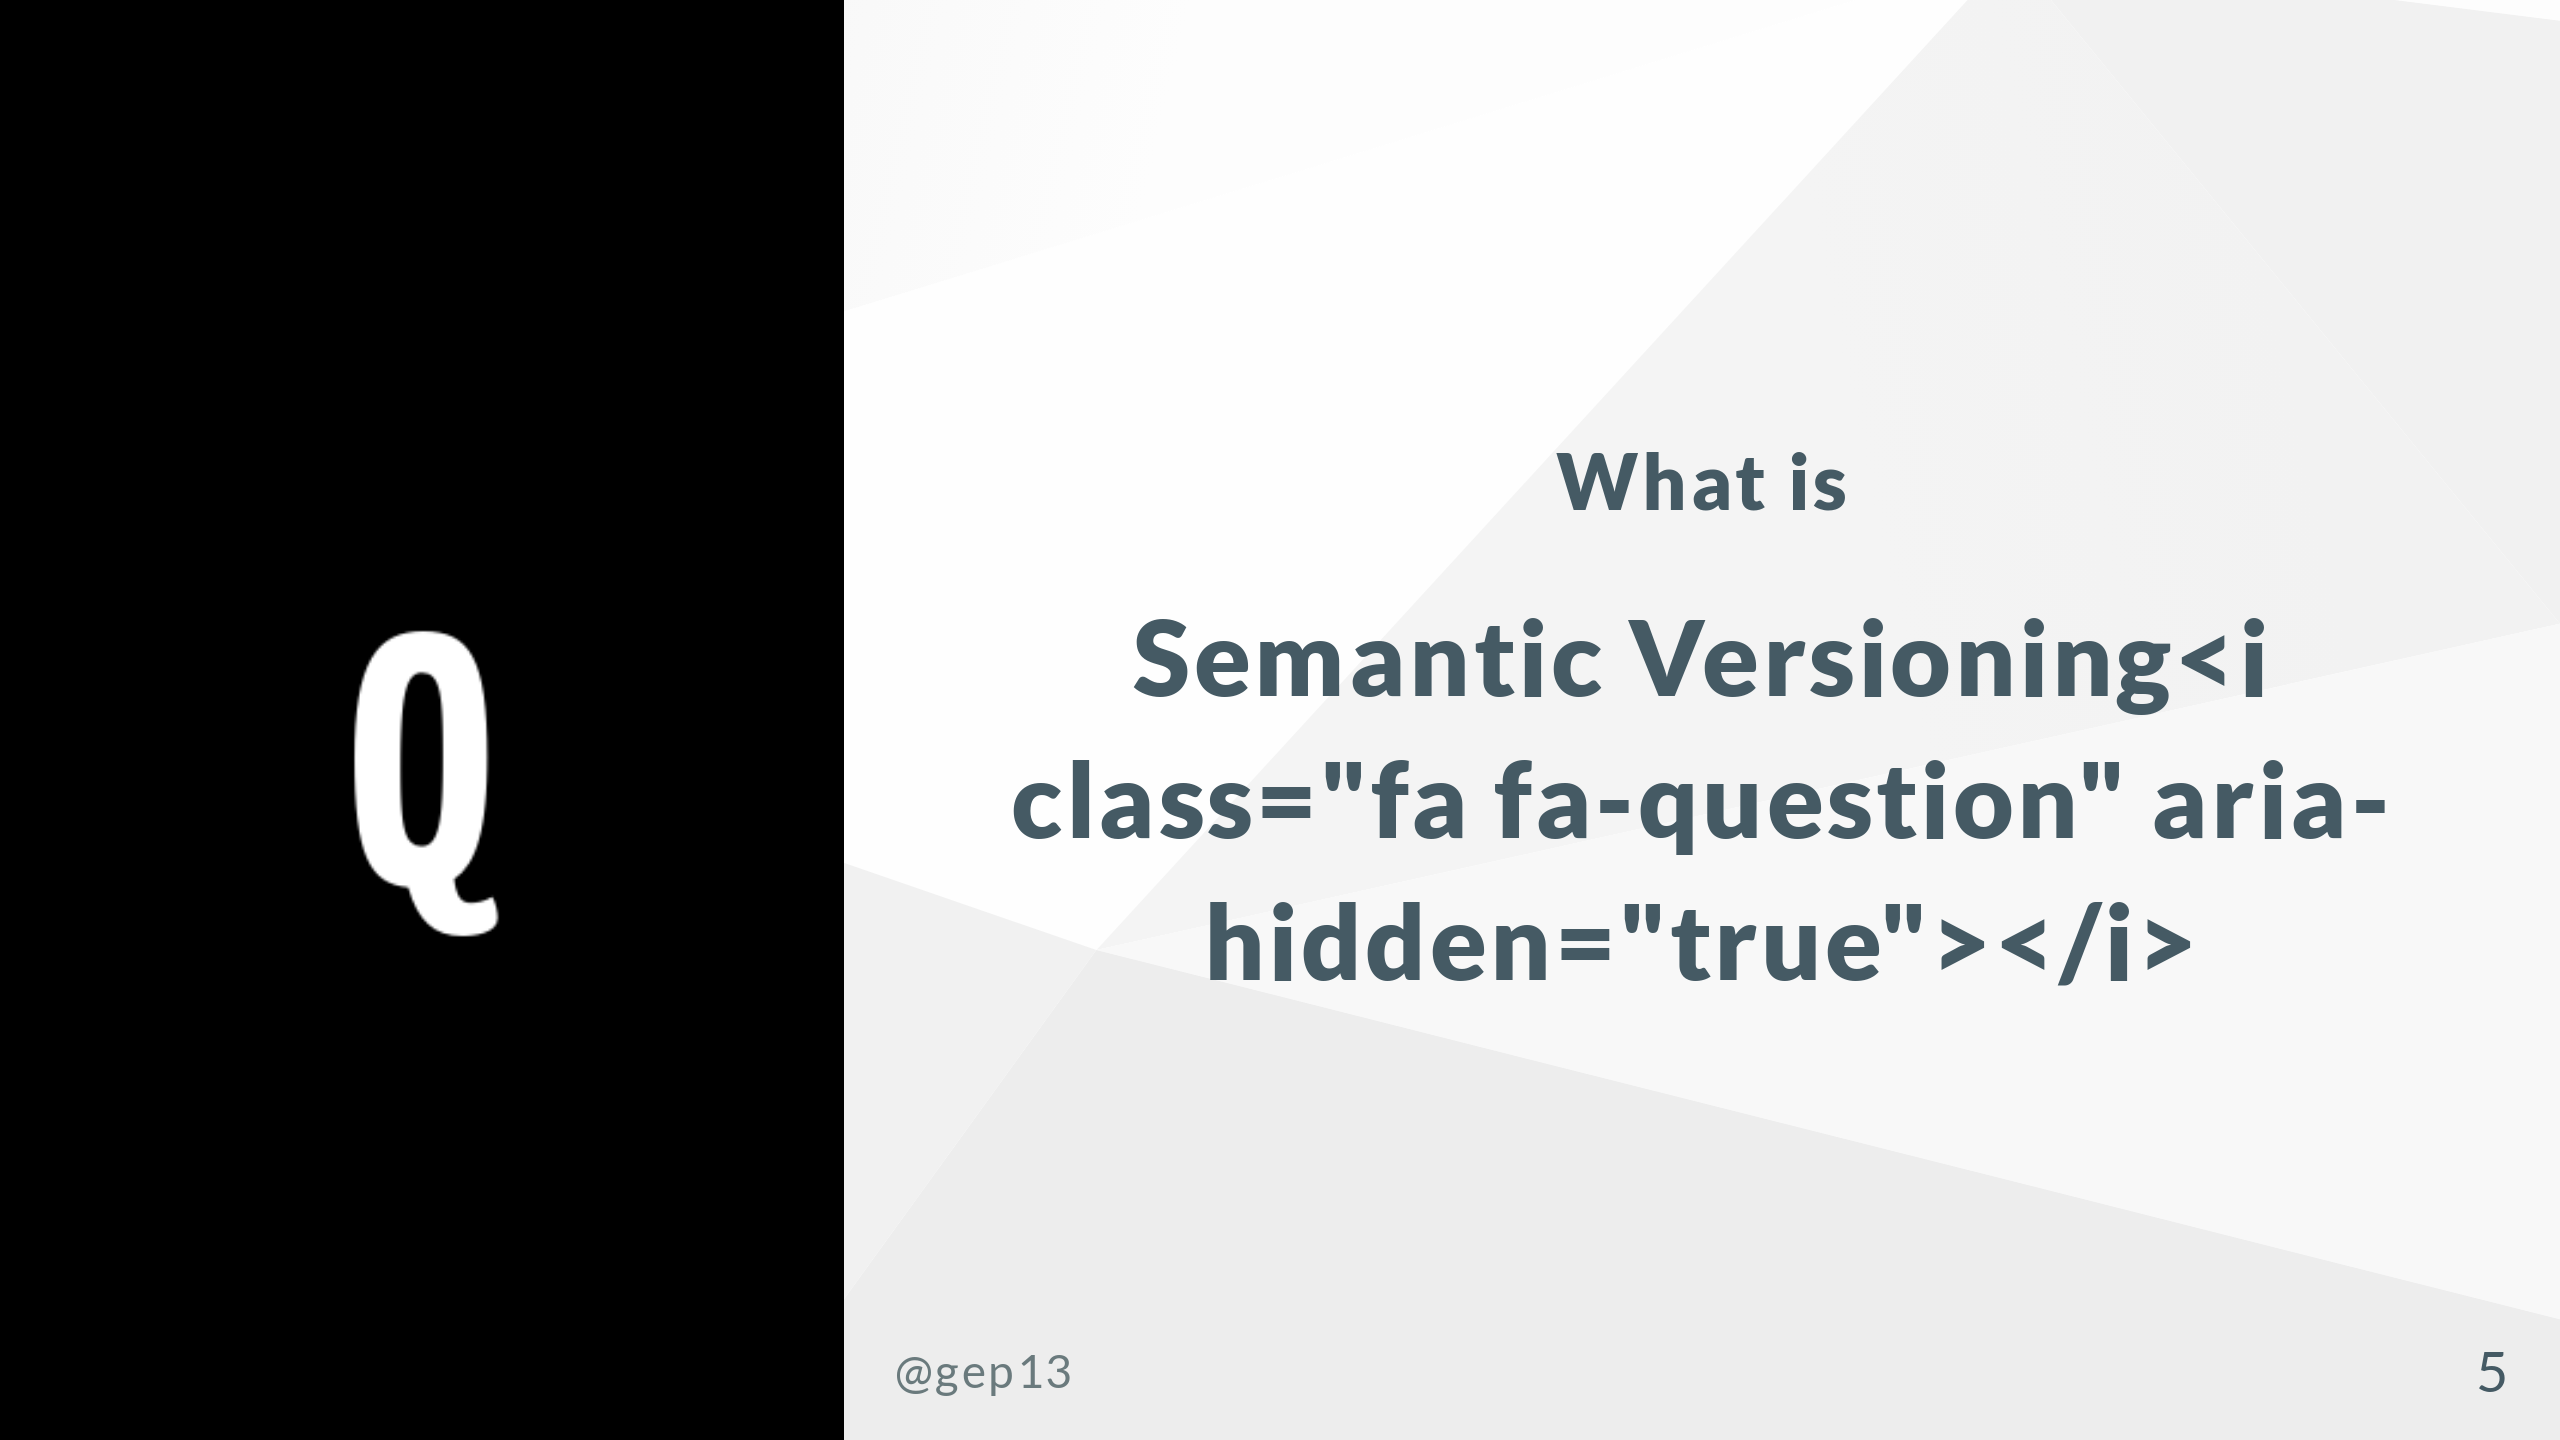 Q
What is
Semantic Versioning<i
class="fa fa-question" aria-
hidden="true"></i>
@gep13
5